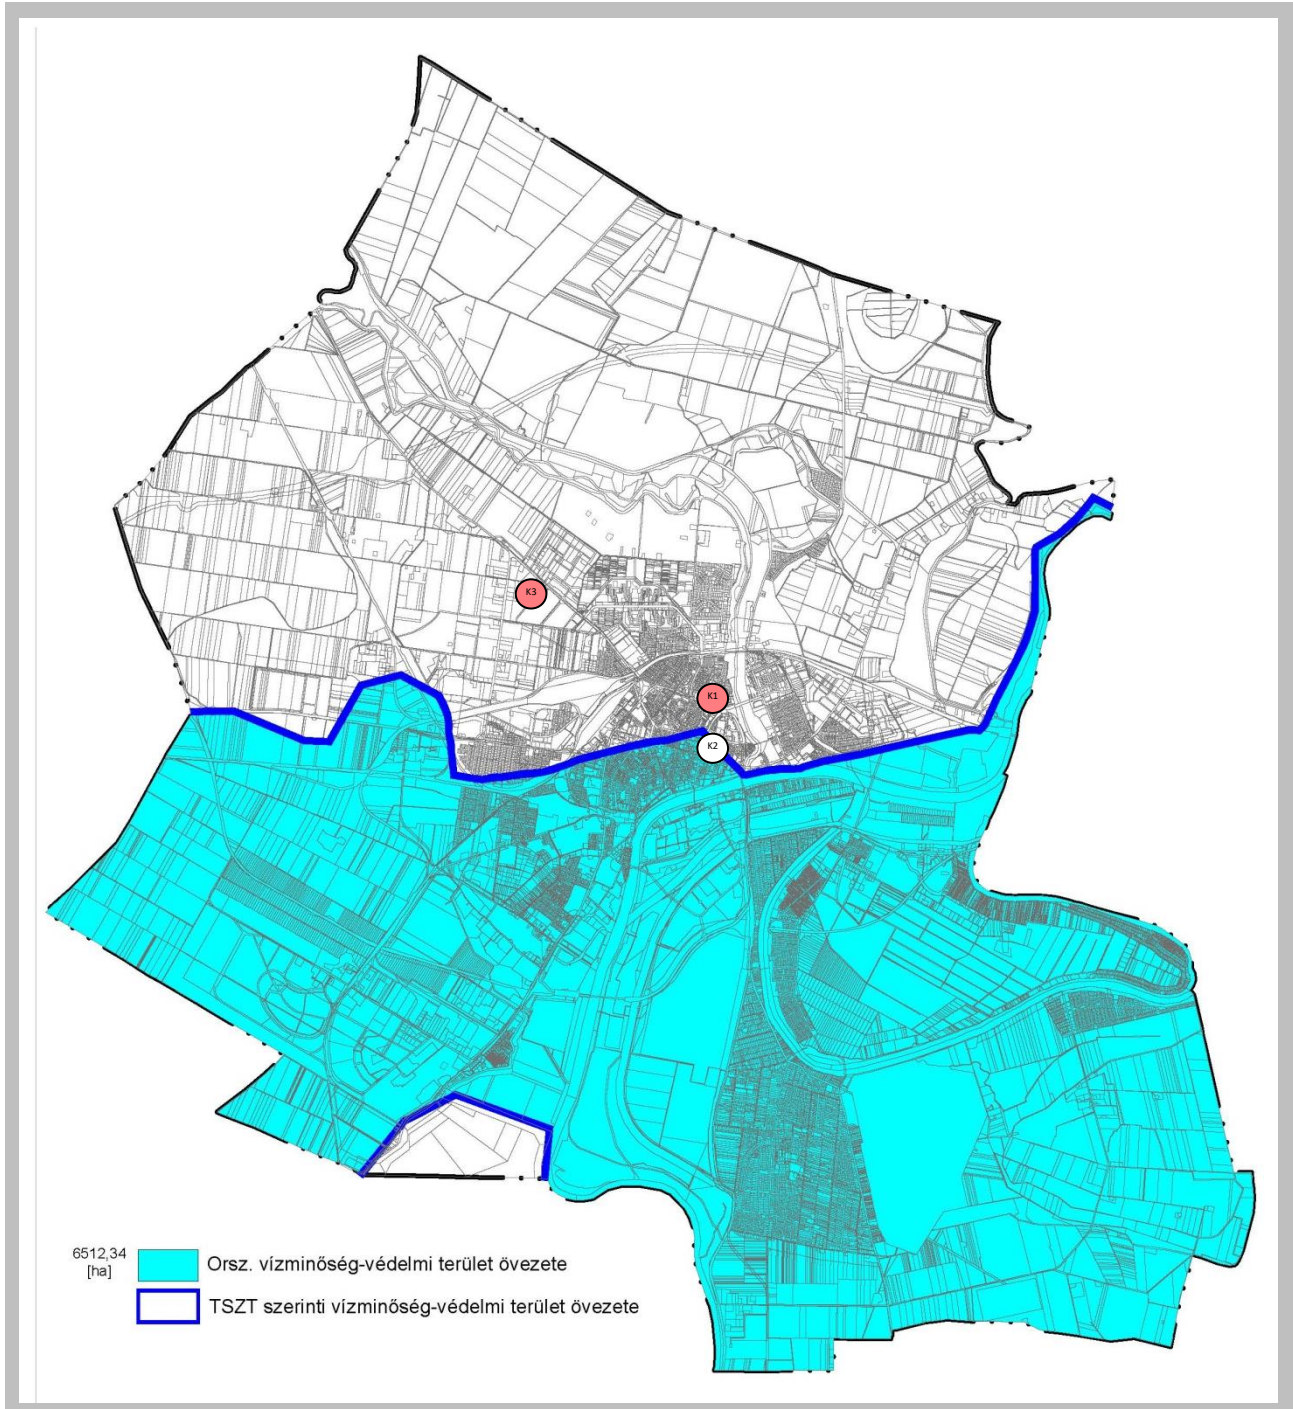 K3
K1
K2
6512,34
[ha]
Orsz. vízminőség-védelmi terület övezete
TSZT szerinti vízminőség-védelmi terület övezete